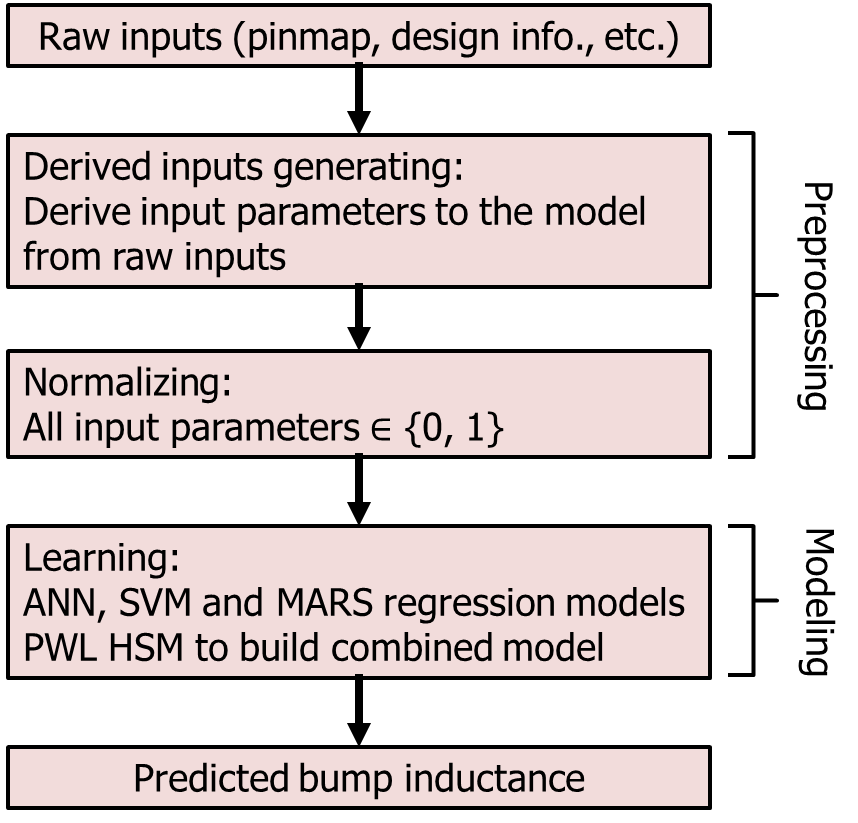 Raw inputs (pinmap, design info., etc.)
Derived inputs generating:
Derive input parameters to the model
from raw inputs
Normalizing:
All input parameters ∈ {0, 1}
Preprocessing
Learning:
ANN, SVM and MARS regression models
PWL HSM to build combined model
Modeling
Predicted bump inductance